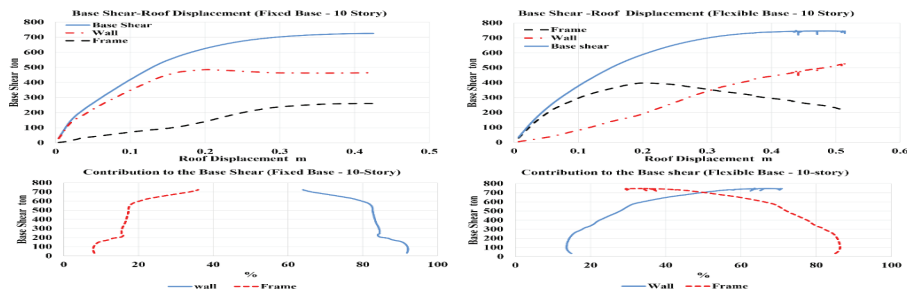 Base Shear-Roof Displacement (Fixed Base - 10 Story)
Base Shear
Wall
Frame
Base Shear ton
800
700
600
500
400
300
200
100
0
0 0.1 0.2 0.3 0.4 0.5
Roof Displacement m
Base Shear -Roof Displacement (Flexible Base - 10 Story)
Frame
Wall
Base shear
Base Shear ton
800
700
600
500
400
300
200
100
0
0 0.1 0.2 0.3 0.4 0.5 0.6
Roof Displacement m
Contribution to the Base Shear (Fixed Base - 10-Story)
Base Shear ton
800
700
600
500
400
300
200
100
0
0 20 40 60 80 100
%
wall Frame
Contribution to the Base shear (Flexible Base - 10-story)
Base Shear ton
800
700
600
500
400
300
200
100
0
0 20 40 60 80 100
%
Wall Frame